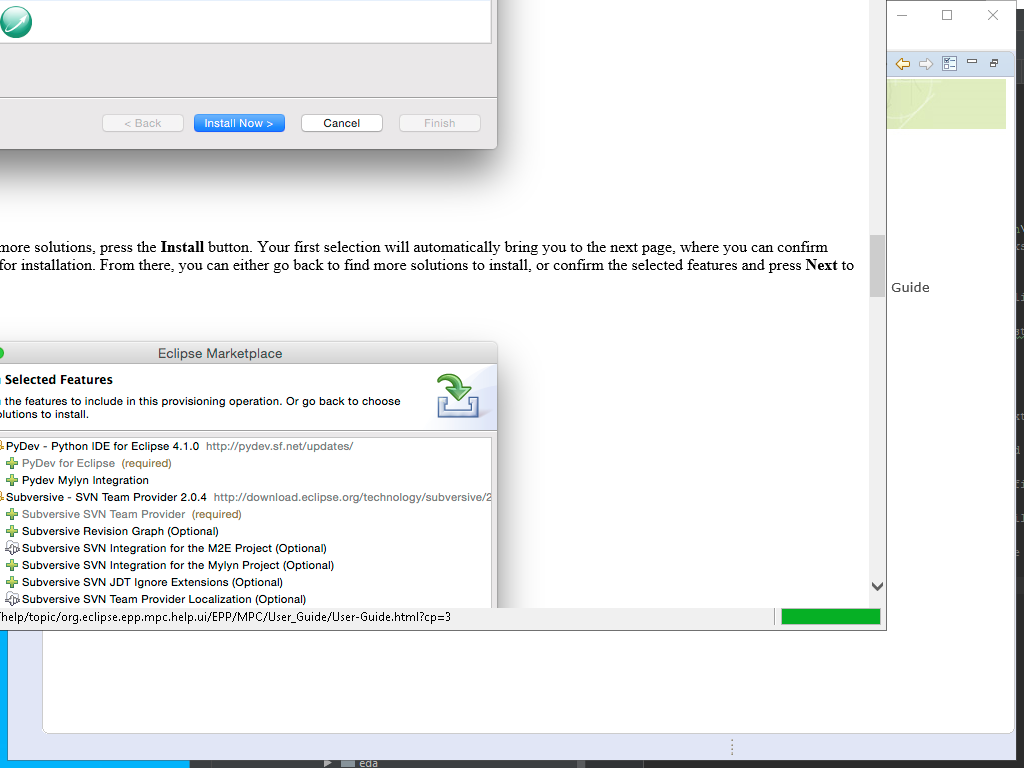 < Back
Install Now >
Cancel
Finish
more solutions, press the Install button. Your first selection will automatically bring you to the next page, where you can confirm
for installation. From there, you can either go back to find more solutions to install, or confirm the selected features and press Next to
Guide
Eclipse Marketplace
Selected Features
the features to include in this provisioning operation. Or go back to choose
olutions to install.
PyDev - Python IDE for Eclipse 4.1.0 http://pydev.sf.net/updates/
PyDev for Eclipse (required)
Pydev Mylyn Integration
Subversive - SVN Team Provider 2.0.4 http://download.eclipse.org/technology/subversive/2
Subversive SVN Team Provider (required)
Subversive Revision Graph (Optional)
Subversive SVN Integration for the M2E Project (Optional)
Subversive SVN Integration for the Mylyn Project (Optional)
Subversive SVN JDT Ignore Extensions (Optional)
Subversive SVN Team Provider Localization (Optional)
/help/topic/org.eclipse.epp.mpc.help.ui/EPP/MPC/User_Guide/User-Guide.html?cp=3
eda